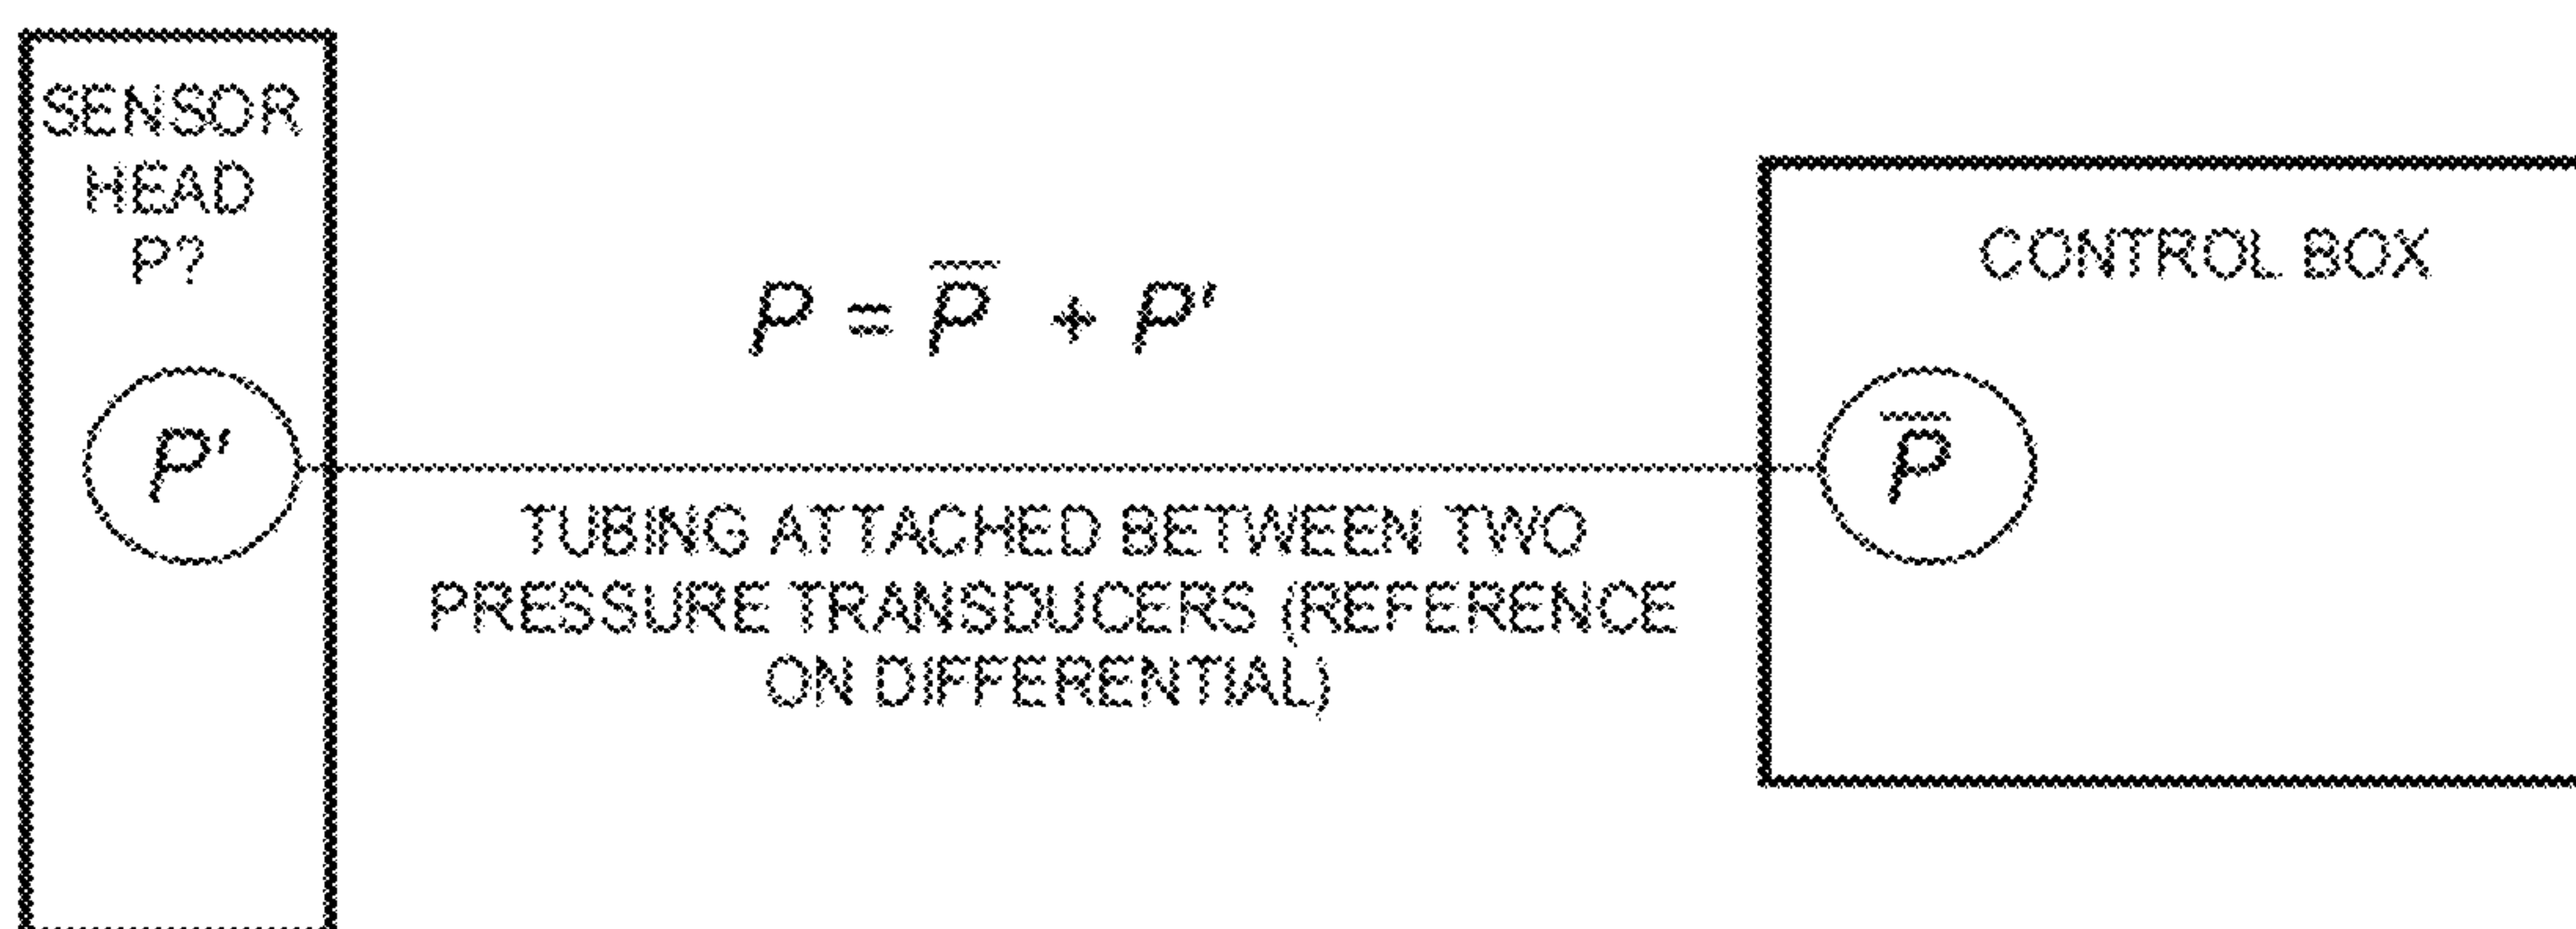 SENSOR
HEAD
P?
P'
P = P̅ + P'
TUBING ATTACHED BETWEEN TWO
PRESSURE TRANSDUCERS (REFERENCE
ON DIFFERENTIAL)
CONTROL BOX
P̅